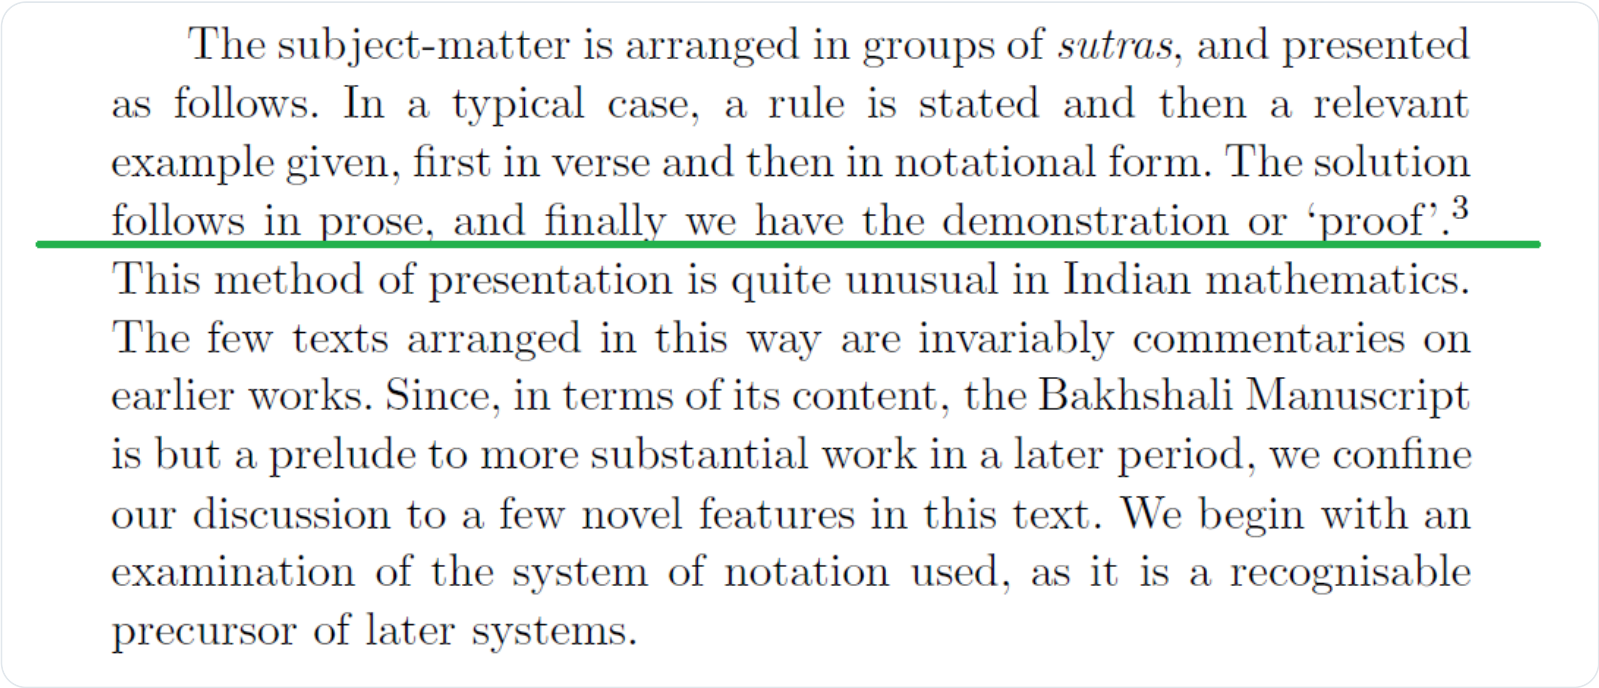 The subject-matter is arranged in groups of sutras, and presented
as follows. In a typical case, a rule is stated and then a relevant
example given, first in verse and then in notational form. The solution
follows in prose, and finally we have the demonstration or ‘proof’.³
This method of presentation is quite unusual in Indian mathematics.
The few texts arranged in this way are invariably commentaries on
earlier works. Since, in terms of its content, the Bakhshali Manuscript
is but a prelude to more substantial work in a later period, we confine
our discussion to a few novel features in this text. We begin with an
examination of the system of notation used, as it is a recognisable
precursor of later systems.